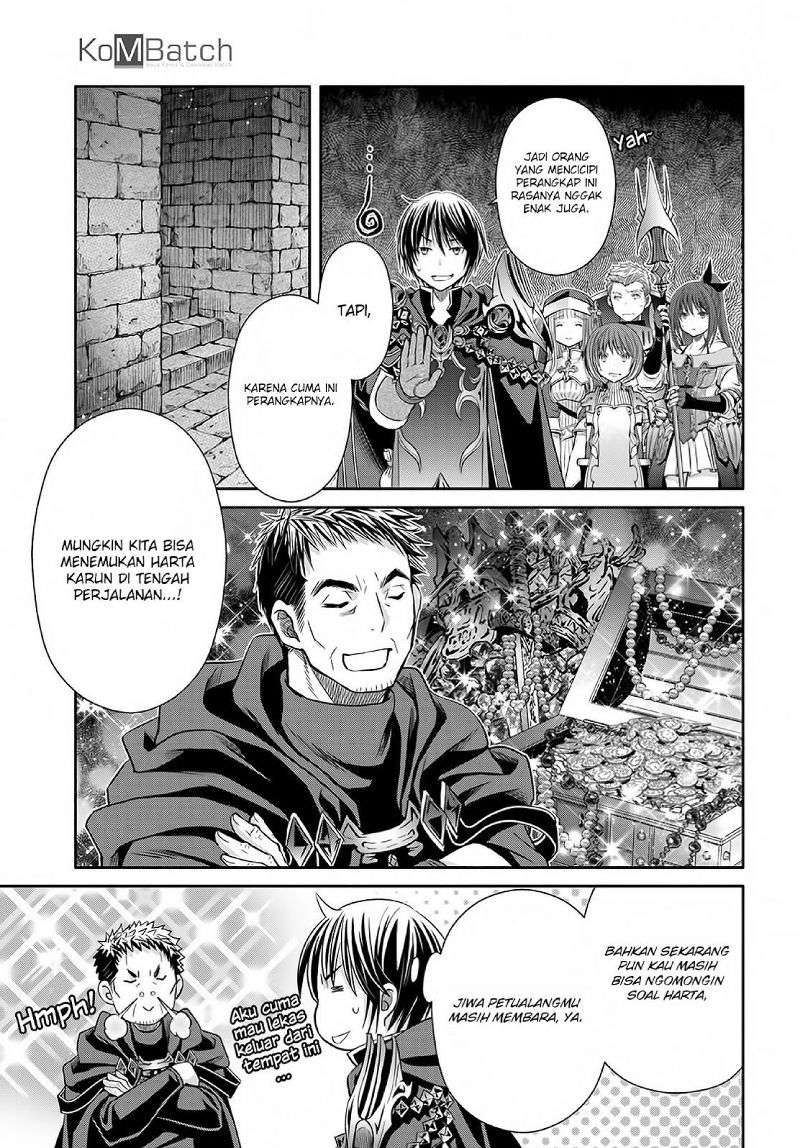 KoMBatch
Yah~
JADI ORANG
YANG MENCICIPI
PERANGKAP INI
RASANYA NGGAK
ENAK JUGA.
TAPI,
KARENA CUMA INI
PERANGKAPNYA.
MUNGKIN KITA BISA
MENEMUKAN HARTA
KARUN DI TENGAH
PERJALANAN...!
BAHKAN SEKARANG
PUN KAU MASIH
BISA NGOMONGIN
SOAL HARTA,
JIWA PETUALANGMU
MASIH MEMBARA, YA.
Aku cuma
mau lekas
keluar dari
tempat ini
...
Hmph!